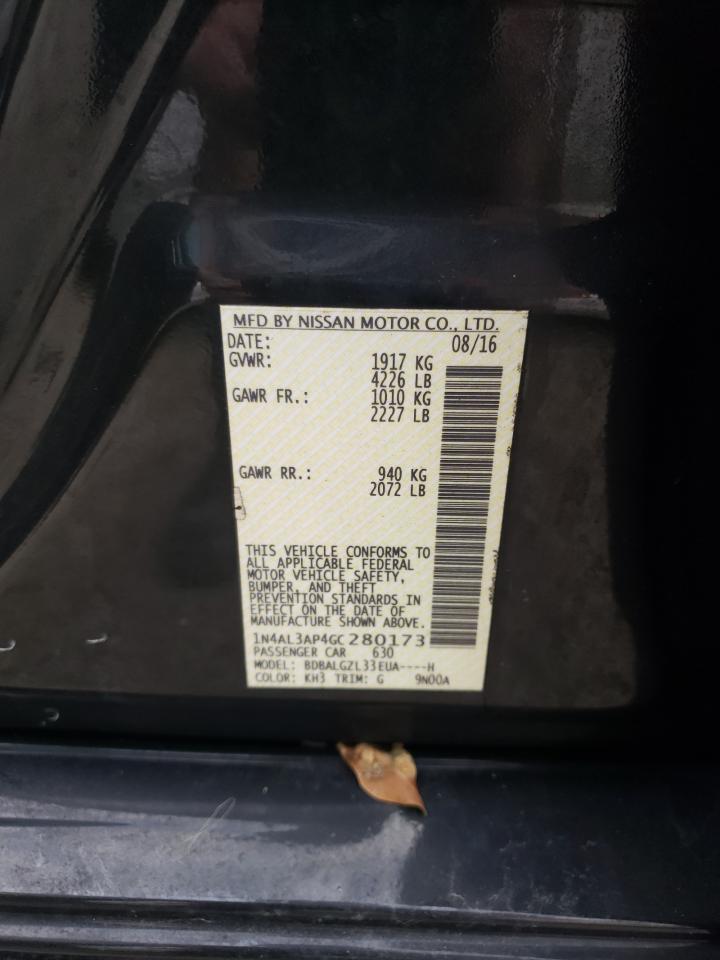 MFD BY NISSAN MOTOR CO., LTD.
DATE: 08/16
GVWR: 1917 KG
4226 LB
GAWR FR.: 1010 KG
2227 LB
GAWR RR.: 940 KG
2072 LB
THIS VEHICLE CONFORMS TO
ALL APPLICABLE FEDERAL
MOTOR VEHICLE SAFETY,
BUMPER, AND THEFT
PREVENTION STANDARDS IN
EFFECT ON THE DATE OF
MANUFACTURE SHOWN ABOVE.
1N4AL3AP4GC280173
PASSENGER CAR 630
MODEL: BDBALGZL33EUA----H
COLOR: KH3 TRIM: G 9N00A